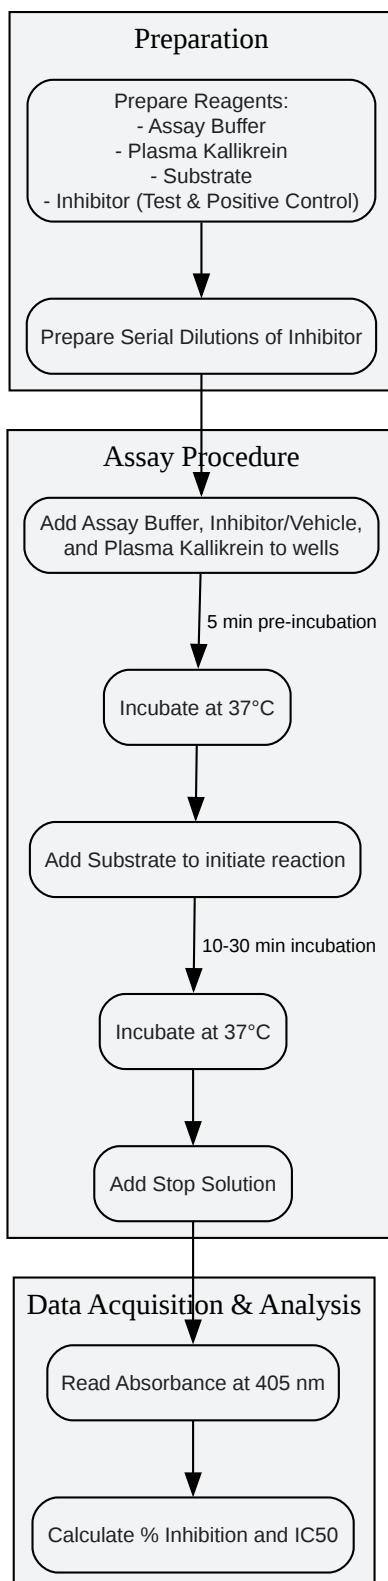 Preparation
Prepare Reagents:
- Assay Buffer
- Plasma Kallikrein
- Substrate
- Inhibitor (Test & Positive Control)
Prepare Serial Dilutions of Inhibitor
Assay Procedure
Add Assay Buffer, Inhibitor/Vehicle,
and Plasma Kallikrein to wells
5 min pre-incubation
Incubate at 37°C
Add Substrate to initiate reaction
10-30 min incubation
Incubate at 37°C
Add Stop Solution
Data Acquisition & Analysis
Read Absorbance at 405 nm
Calculate % Inhibition and IC50